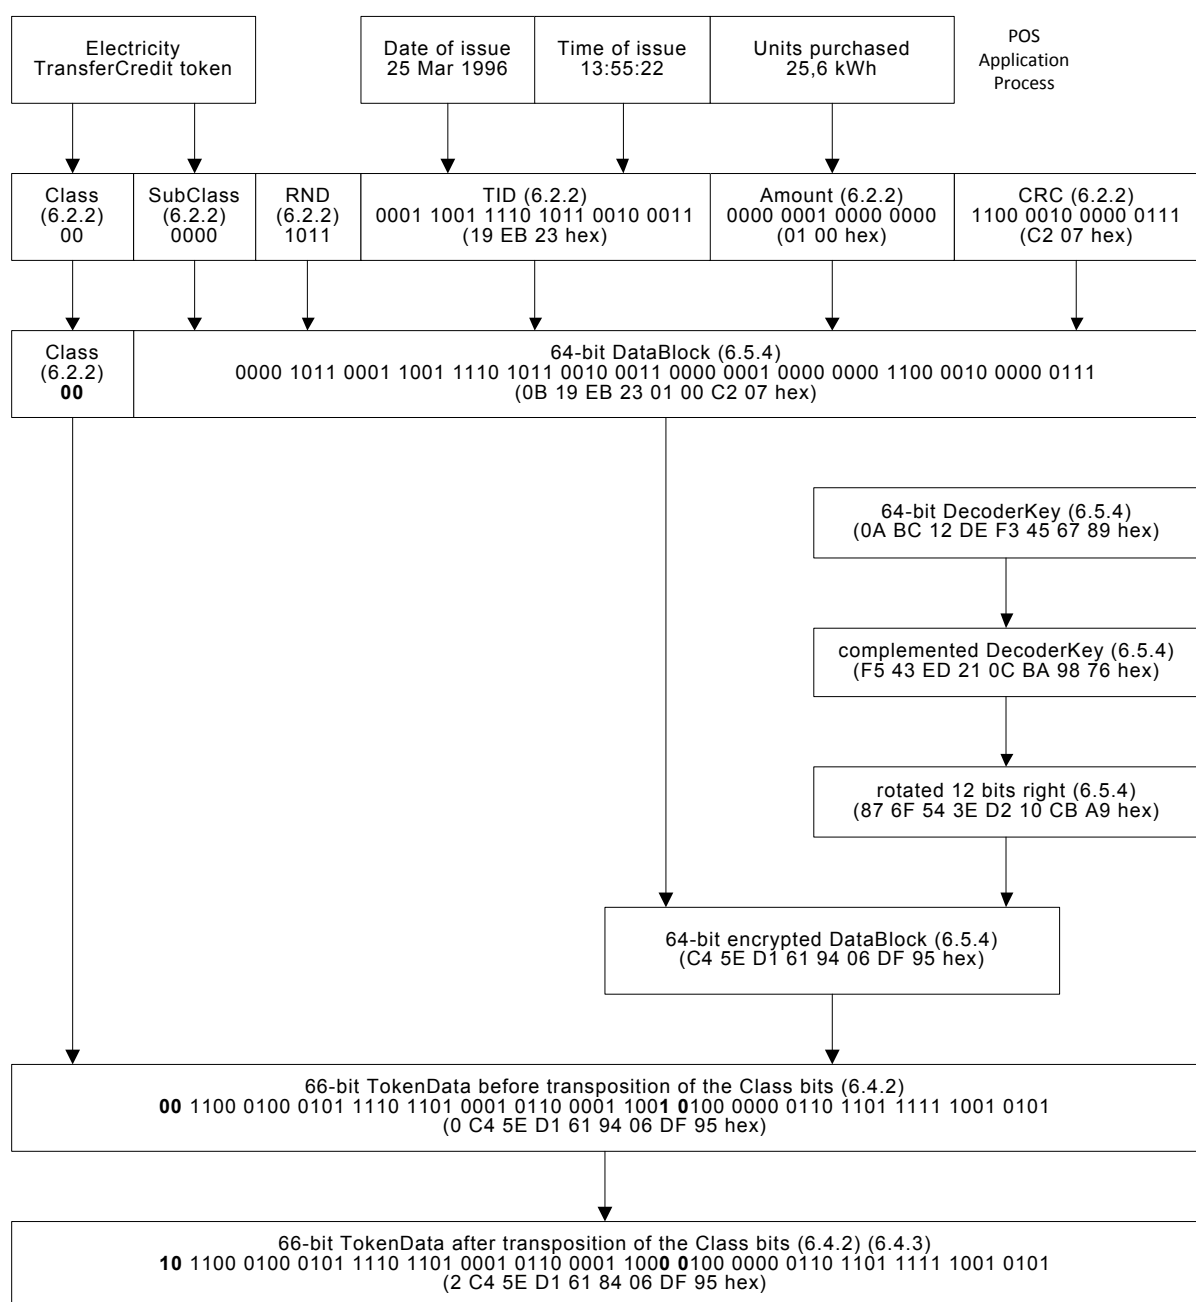 Electricity
TransferCredit token
Date of issue
25 Mar 1996
Time of issue
13:55:22
Units purchased
25,6 kWh
POS
Application
Process
Class
(6.2.2)
00
SubClass
(6.2.2)
0000
RND
(6.2.2)
1011
TID (6.2.2)
0001 1001 1110 1011 0010 0011
(19 EB 23 hex)
Amount (6.2.2)
0000 0001 0000 0000
(01 00 hex)
CRC (6.2.2)
1100 0010 0000 0111
(C2 07 hex)
Class
(6.2.2)
00
64-bit DataBlock (6.5.4)
0000 1011 0001 1001 1110 1011 0010 0011 0000 0001 0000 0000 1100 0010 0000 0111
(0B 19 EB 23 01 00 C2 07 hex)
64-bit DecoderKey (6.5.4)
(0A BC 12 DE F3 45 67 89 hex)
complemented DecoderKey (6.5.4)
(F5 43 ED 21 0C BA 98 76 hex)
rotated 12 bits right (6.5.4)
(87 6F 54 3E D2 10 CB A9 hex)
64-bit encrypted DataBlock (6.5.4)
(C4 5E D1 61 94 06 DF 95 hex)
66-bit TokenData before transposition of the Class bits (6.4.2)
00 1100 0100 0101 1110 1101 0001 0110 0001 1001 0100 0000 0110 1101 1111 1001 0101
(0 C4 5E D1 61 94 06 DF 95 hex)
66-bit TokenData after transposition of the Class bits (6.4.2) (6.4.3)
10 1100 0100 0101 1110 1101 0001 0110 0001 1000 0100 0000 0110 1101 1111 1001 0101
(2 C4 5E D1 61 84 06 DF 95 hex)